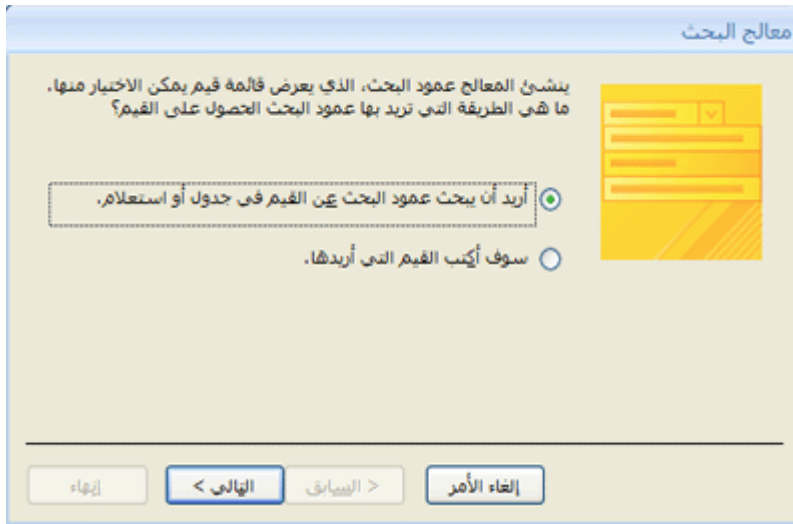 معالج البحث
ينشئ المعالج عمود البحث، الذي يعرض قائمة قيم يمكن الاختيار منها.
ما هي الطريقة التي تريد بها عمود البحث الحصول على القيم؟
أريد أن يبحث عمود البحث عن القيم في جدول أو استعلام.
سوف أكتب القيم التي أريدها.
إلغاء الأمر
< السابق
التالي >
إنهاء